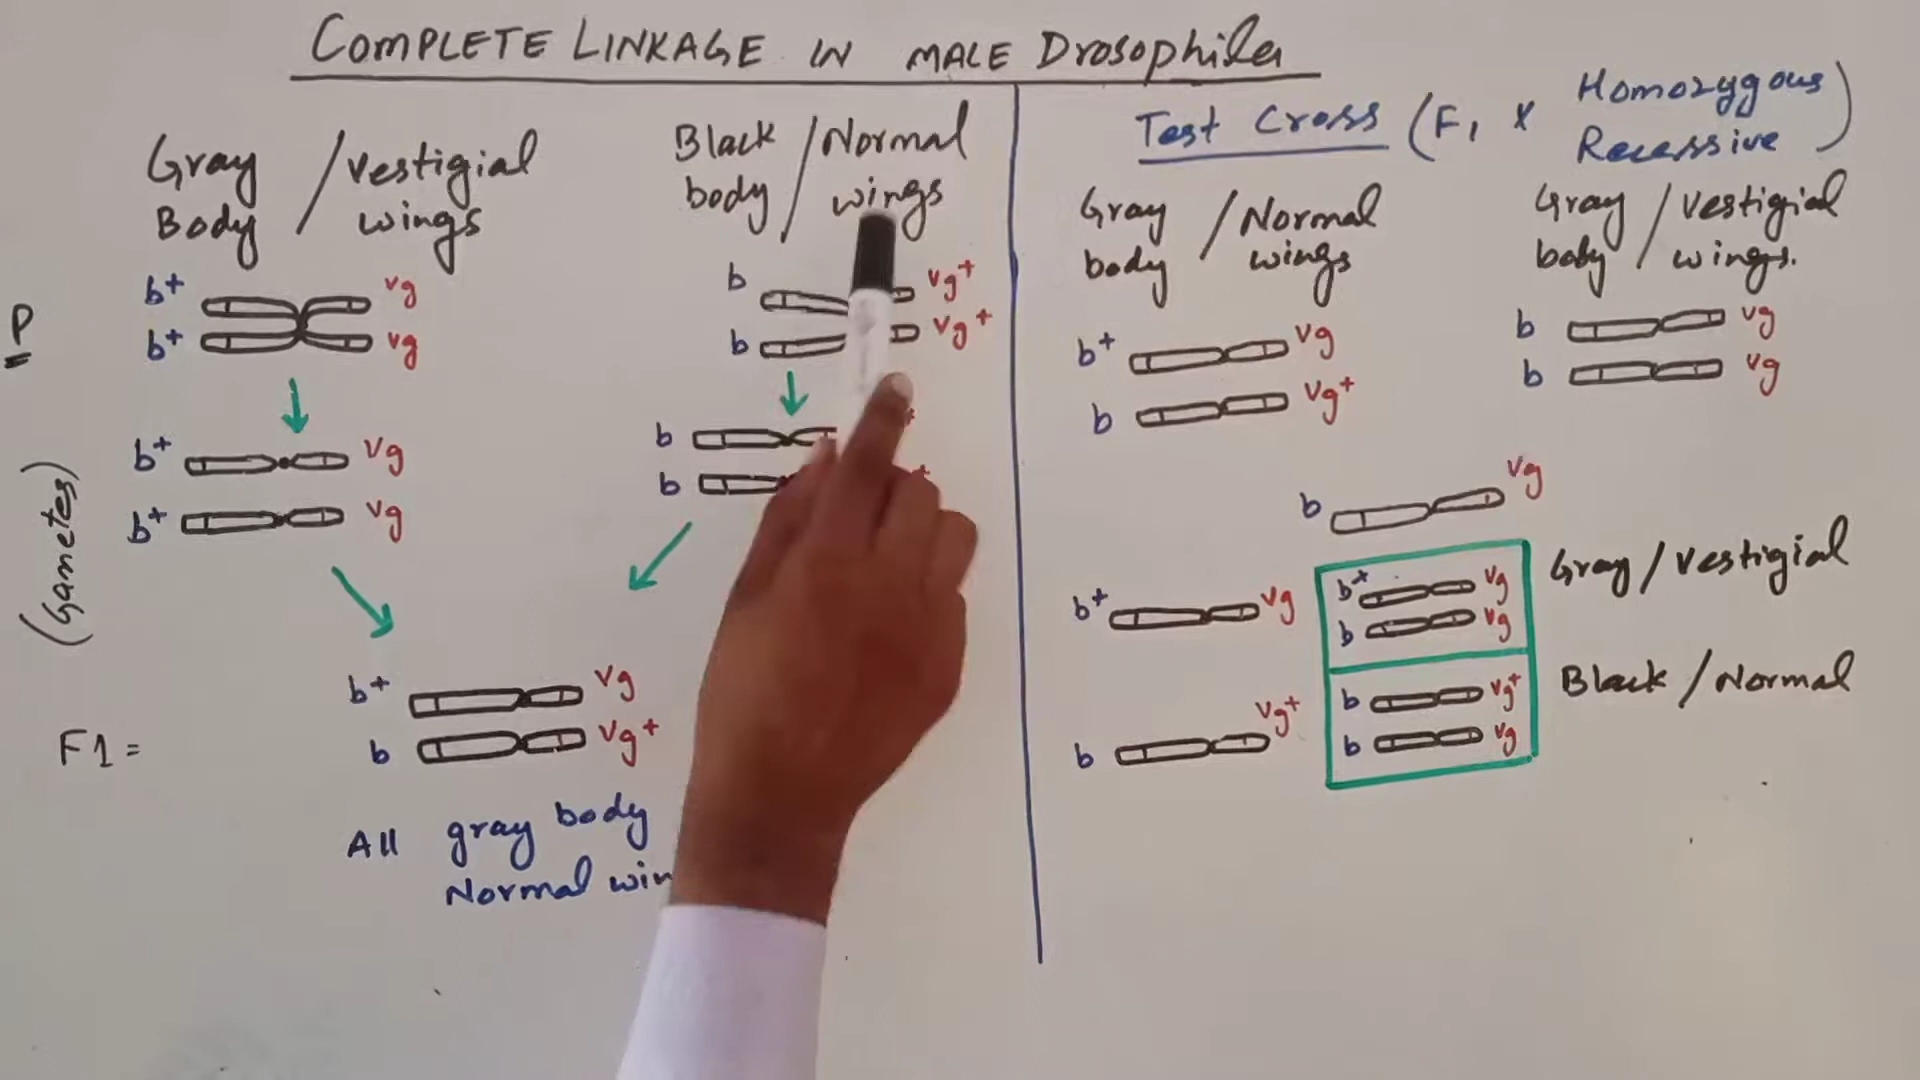 COMPLETE LINKAGE IN MALE Drosophila
Gray / Vestigial
Body wings
Black / Normal
body wings
P
b+ vg
b+ vg
b vg+
b vg+
(Gametes)
b+ vg
b+ vg
b
b
F1 =
b+ vg
b vg+
All gray body
Normal win
Test Cross (F1 x Homozygous
Recessive)
Gray / Normal
body wings
Gray / Vestigial
body wings.
b+ vg
b vg+
b vg
b vg
b vg
b+ vg
b+ vg
b vg
Gray / Vestigial
b vg+
b vg+
b vg
Black / Normal